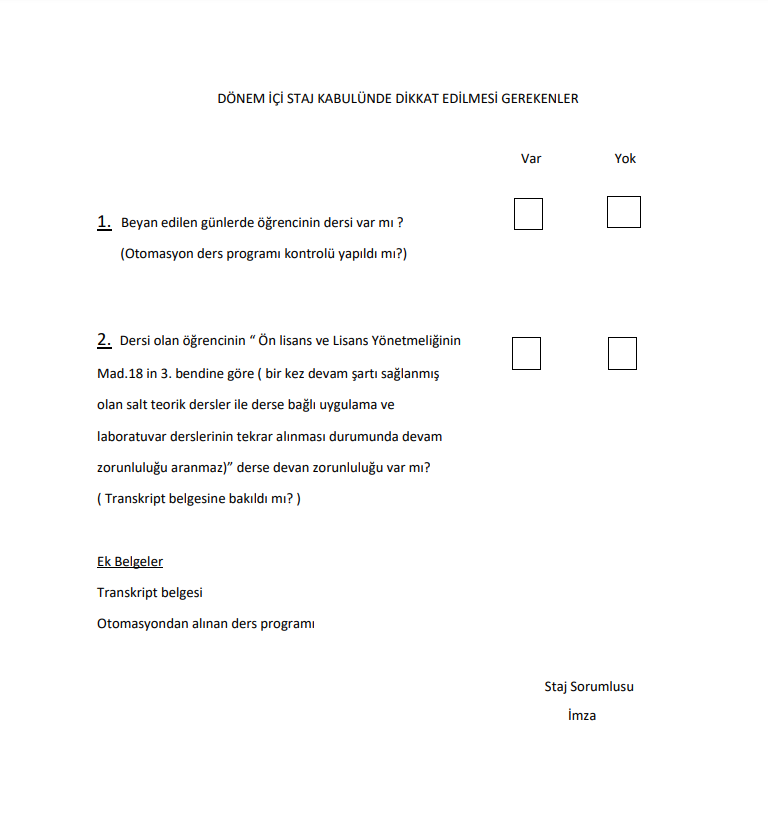 DÖNEM İÇİ STAJ KABULÜNDE DİKKAT EDİLMESİ GEREKENLER
Var Yok
1. Beyan edilen günlerde öğrencinin dersi var mı ?
(Otomasyon ders programı kontrolü yapıldı mı?)
2. Dersi olan öğrencinin “ Ön lisans ve Lisans Yönetmeliğinin
Mad.18 in 3. bendine göre ( bir kez devam şartı sağlanmış
olan salt teorik dersler ile derse bağlı uygulama ve
laboratuvar derslerinin tekrar alınması durumunda devam
zorunluluğu aranmaz)” derse devan zorunluluğu var mı?
( Transkript belgesine bakıldı mı? )
Ek Belgeler
Transkript belgesi
Otomasyondan alınan ders programı
Staj Sorumlusu
İmza